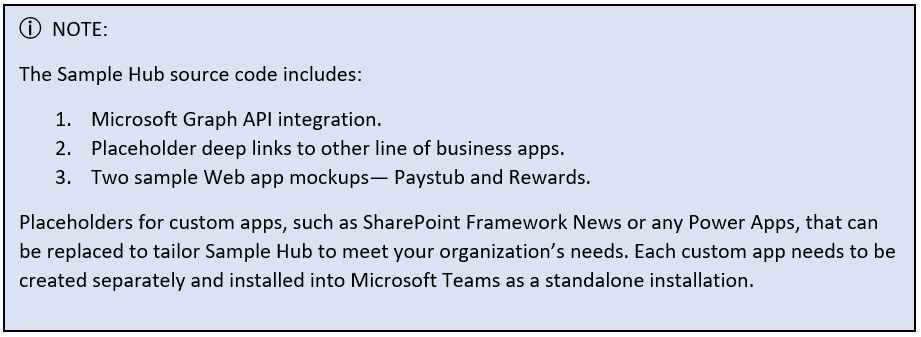 ⓘ NOTE:
The Sample Hub source code includes:
1. Microsoft Graph API integration.
2. Placeholder deep links to other line of business apps.
3. Two sample Web app mockups— Paystub and Rewards.
Placeholders for custom apps, such as SharePoint Framework News or any Power Apps, that can
be replaced to tailor Sample Hub to meet your organization’s needs. Each custom app needs to be
created separately and installed into Microsoft Teams as a standalone installation.